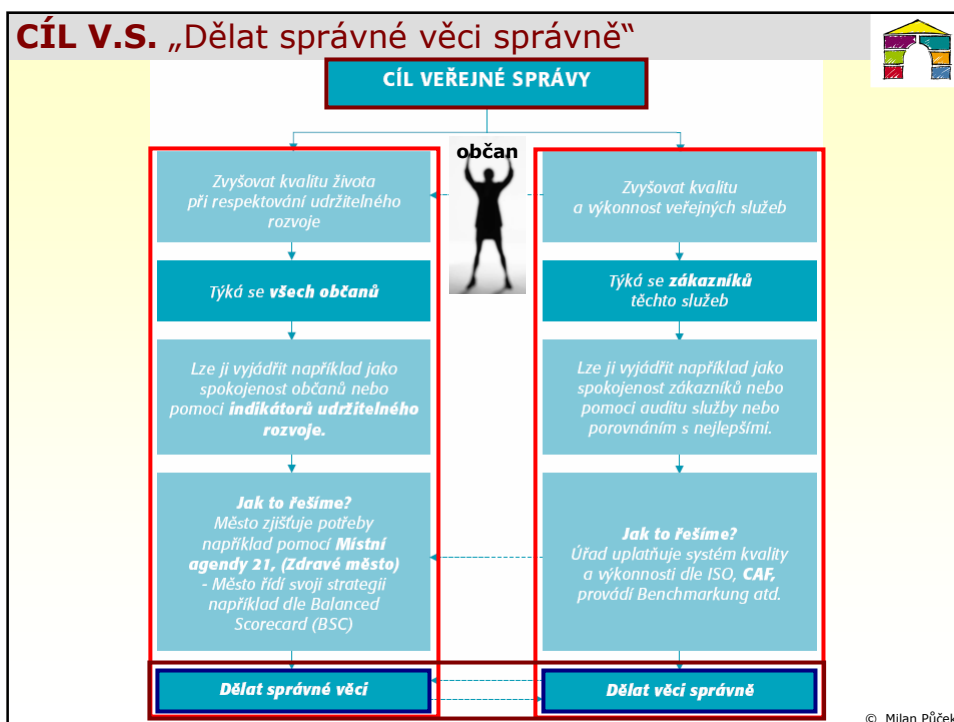 CÍL V.S. „Dělat správné věci správně“
CÍL VEŘEJNÉ SPRÁVY
občan
Zvyšovat kvalitu života
při respektování udržitelného
rozvoje
Týká se všech občanů
Lze ji vyjádřit například jako
spokojenost občanů nebo
pomoci indikátorů udržitelného
rozvoje.
Jak to řešíme?
Město zjišťuje potřeby
například pomocí Místní
agendy 21, (Zdravé město)
- Město řídí svoji strategii
například dle Balanced
Scorecard (BSC)
Dělat správné věci
Zvyšovat kvalitu
a výkonnost veřejných služeb
Týká se zákazníků
těchto služeb
Lze ji vyjádřit například jako
spokojenost zákazníků nebo
pomoci auditu služby nebo
porovnáním s nejlepšími.
Jak to řešíme?
Úřad uplatňuje systém kvality
a výkonnosti dle ISO, CAF,
provádí Benchmarkung atd.
Dělat věci správně
© Milan Půček